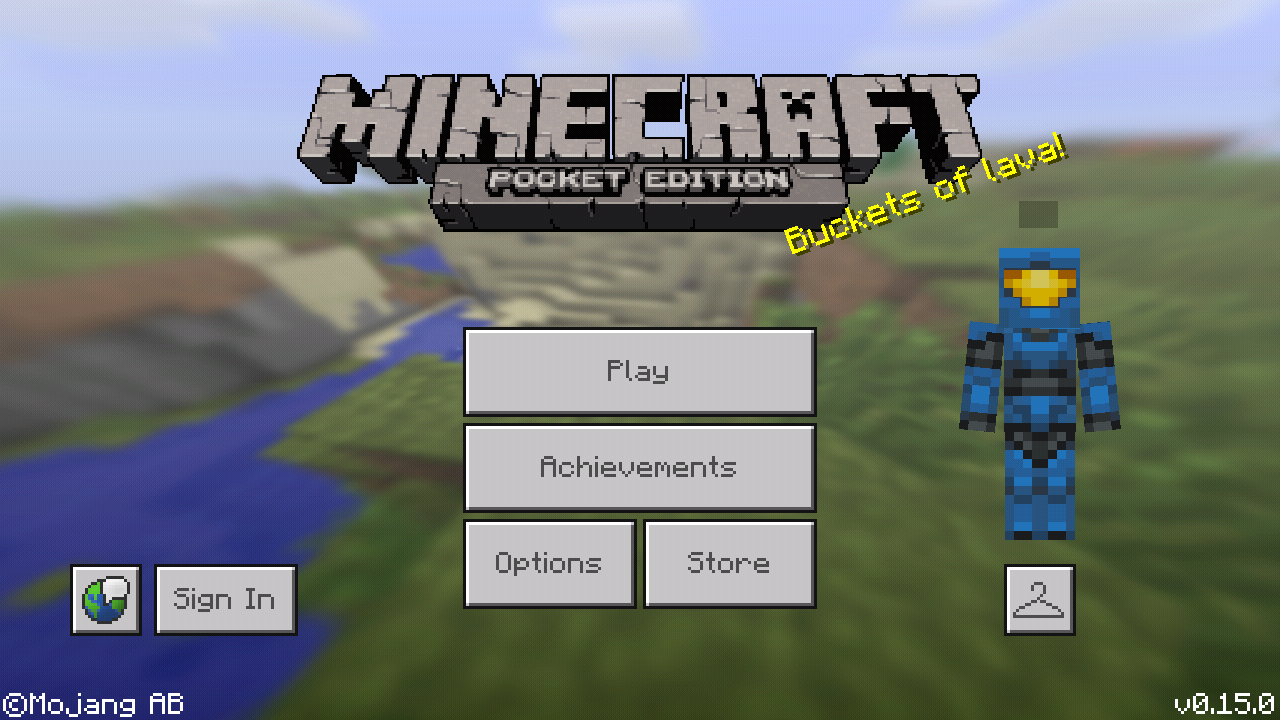 MINECRAFT
POCKET EDITION
Buckets of lava!
Play
Achievements
Options
Store
Sign In
©Mojang AB
v0.15.0